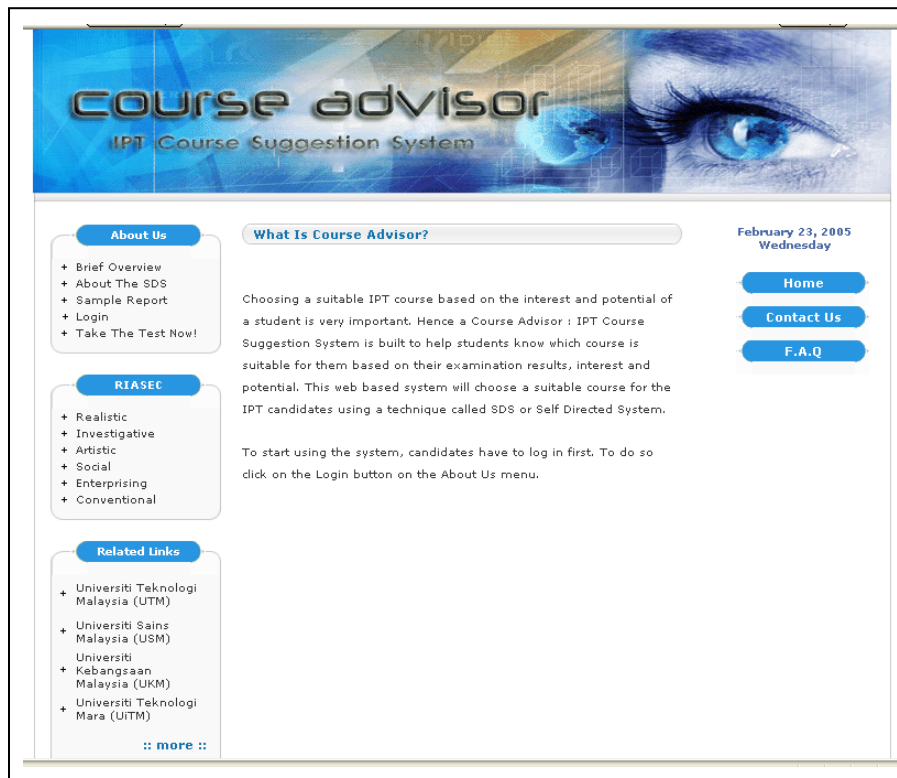 course advisor
IPT Course Suggestion System
About Us
+ Brief Overview
+ About The SDS
+ Sample Report
+ Login
+ Take The Test Now!
RIASEC
+ Realistic
+ Investigative
+ Artistic
+ Social
+ Enterprising
+ Conventional
Related Links
+ Universiti Teknologi
Malaysia (UTM)
+ Universiti Sains
Malaysia (USM)
Universiti
+ Kebangsaan
Malaysia (UKM)
+ Universiti Teknologi
Mara (UiTM)
:: more ::
What Is Course Advisor?
Choosing a suitable IPT course based on the interest and potential of
a student is very important. Hence a Course Advisor : IPT Course
Suggestion System is built to help students know which course is
suitable for them based on their examination results, interest and
potential. This web based system will choose a suitable course for the
IPT candidates using a technique called SDS or Self Directed System.
To start using the system, candidates have to log in first. To do so
click on the Login button on the About Us menu.
February 23, 2005
Wednesday
Home
Contact Us
F.A.Q